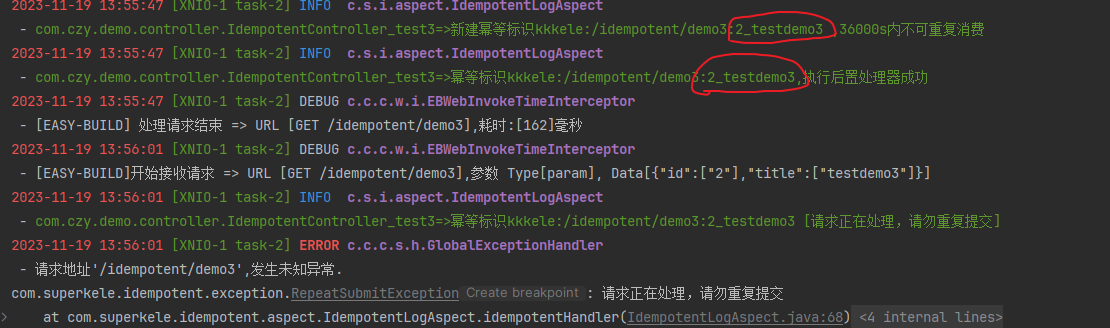 2023-11-19 13:55:47 [XNIO-1 task-2] INFO  c.s.i.aspect.IdempotentLogAspect
 - com.czy.demo.controller.IdempotentController_test3=>新建幂等标识kkkele:/idempotent/demo3:2_testdemo3 ,36000s内不可重复消费
2023-11-19 13:55:47 [XNIO-1 task-2] INFO  c.s.i.aspect.IdempotentLogAspect
 - com.czy.demo.controller.IdempotentController_test3=>幂等标识kkkele:/idempotent/demo3:2_testdemo3,执行后置处理器成功
2023-11-19 13:55:47 [XNIO-1 task-2] DEBUG c.c.c.w.i.EBWebInvokeTimeInterceptor
 - [EASY-BUILD] 处理请求结束 => URL [GET /idempotent/demo3],耗时:[162]毫秒
2023-11-19 13:56:01 [XNIO-1 task-2] DEBUG c.c.c.w.i.EBWebInvokeTimeInterceptor
 - [EASY-BUILD]开始接收请求 => URL [GET /idempotent/demo3],参数 Type[param], Data[{"id":["2"],"title":["testdemo3"]}]
2023-11-19 13:56:01 [XNIO-1 task-2] INFO  c.s.i.aspect.IdempotentLogAspect
 - com.czy.demo.controller.IdempotentController_test3=>幂等标识kkkele:/idempotent/demo3:2_testdemo3 [请求正在处理，请勿重复提交]
2023-11-19 13:56:01 [XNIO-1 task-2] ERROR c.c.c.s.h.GlobalExceptionHandler
 - 请求地址'/idempotent/demo3',发生未知异常.
com.superkele.idempotent.exception.RepeatSubmitException Create breakpoint : 请求正在处理，请勿重复提交
    at com.superkele.idempotent.aspect.IdempotentLogAspect.idempotentHandler(IdempotentLogAspect.java:68) <4 internal lines>